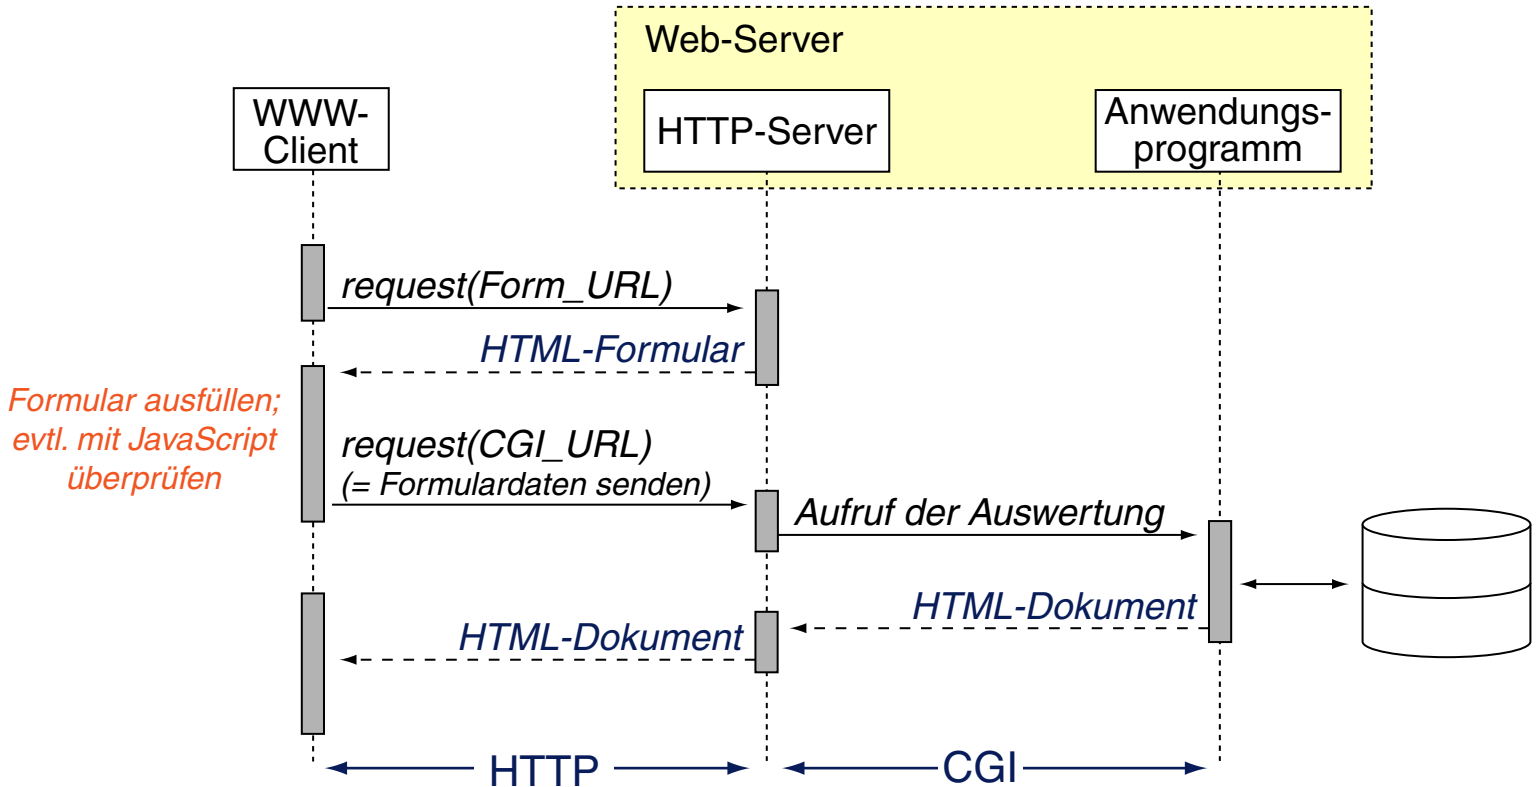 Web-Server
WWW-
Client
HTTP-Server
Anwendungs-
programm
request(Form_URL)
HTML-Formular
Formular ausfüllen;
evtl. mit JavaScript
überprüfen
request(CGI_URL)
(= Formulardaten senden)
Aufruf der Auswertung
HTML-Dokument
HTML-Dokument
HTTP
CGI